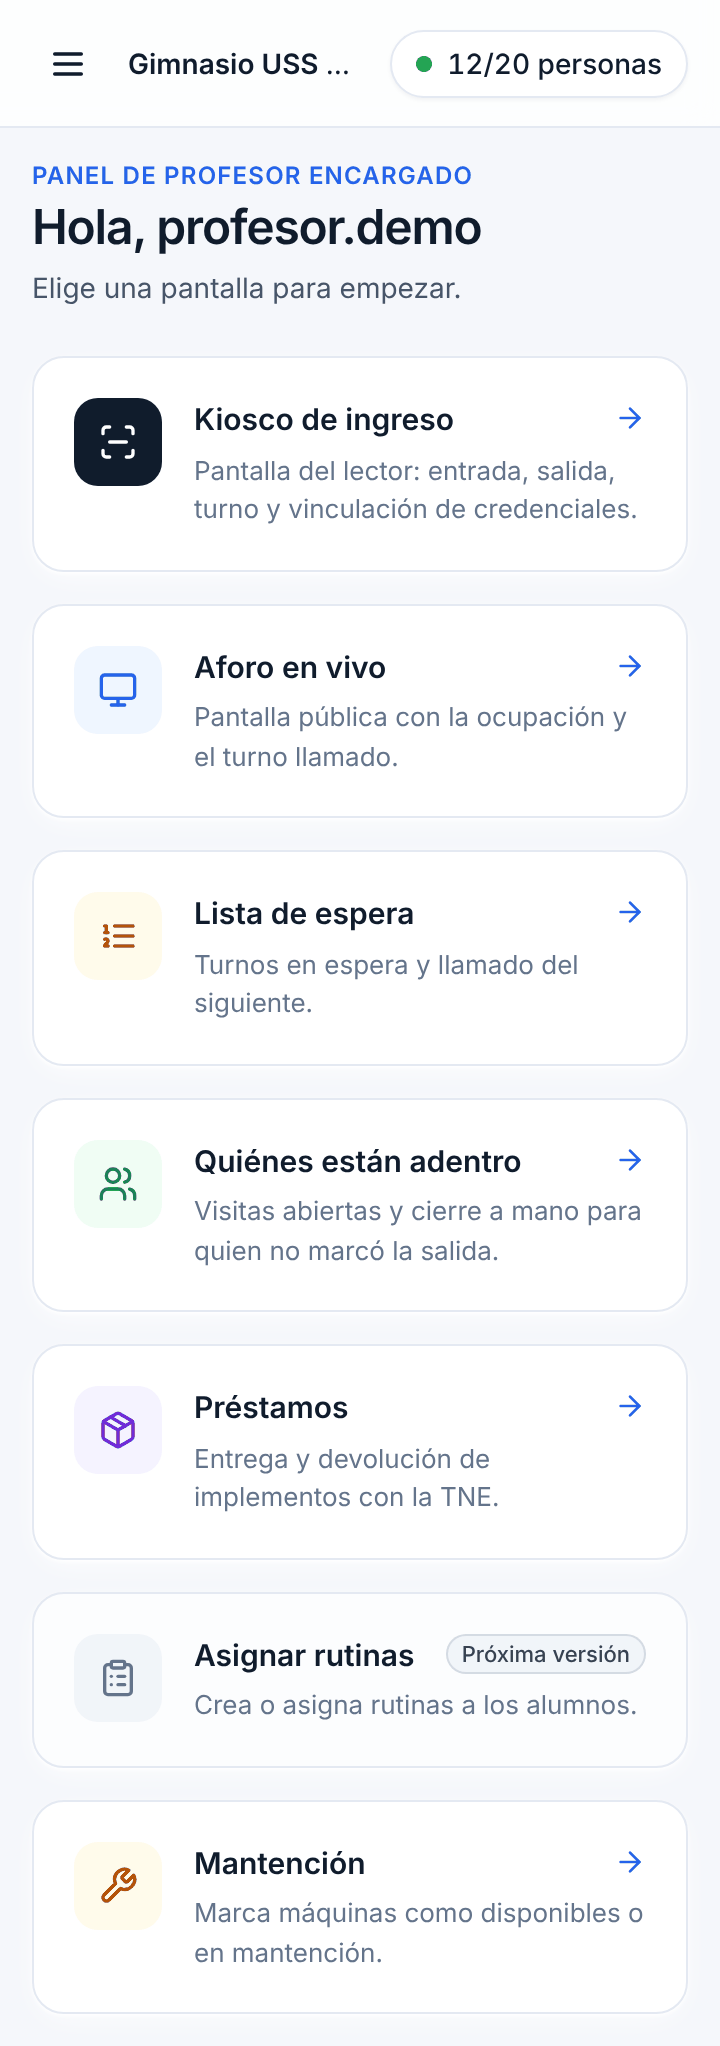 Gimnasio USS ...
12/20 personas
PANEL DE PROFESOR ENCARGADO
Hola, profesor.demo
Elige una pantalla para empezar.
Kiosco de ingreso
Pantalla del lector: entrada, salida,
turno y vinculación de credenciales.
Aforo en vivo
Pantalla pública con la ocupación y
el turno llamado.
Lista de espera
Turnos en espera y llamado del
siguiente.
Quiénes están adentro
Visitas abiertas y cierre a mano para
quien no marcó la salida.
Préstamos
Entrega y devolución de
implementos con la TNE.
Asignar rutinas
Próxima versión
Crea o asigna rutinas a los alumnos.
Mantención
Marca máquinas como disponibles o
en mantención.